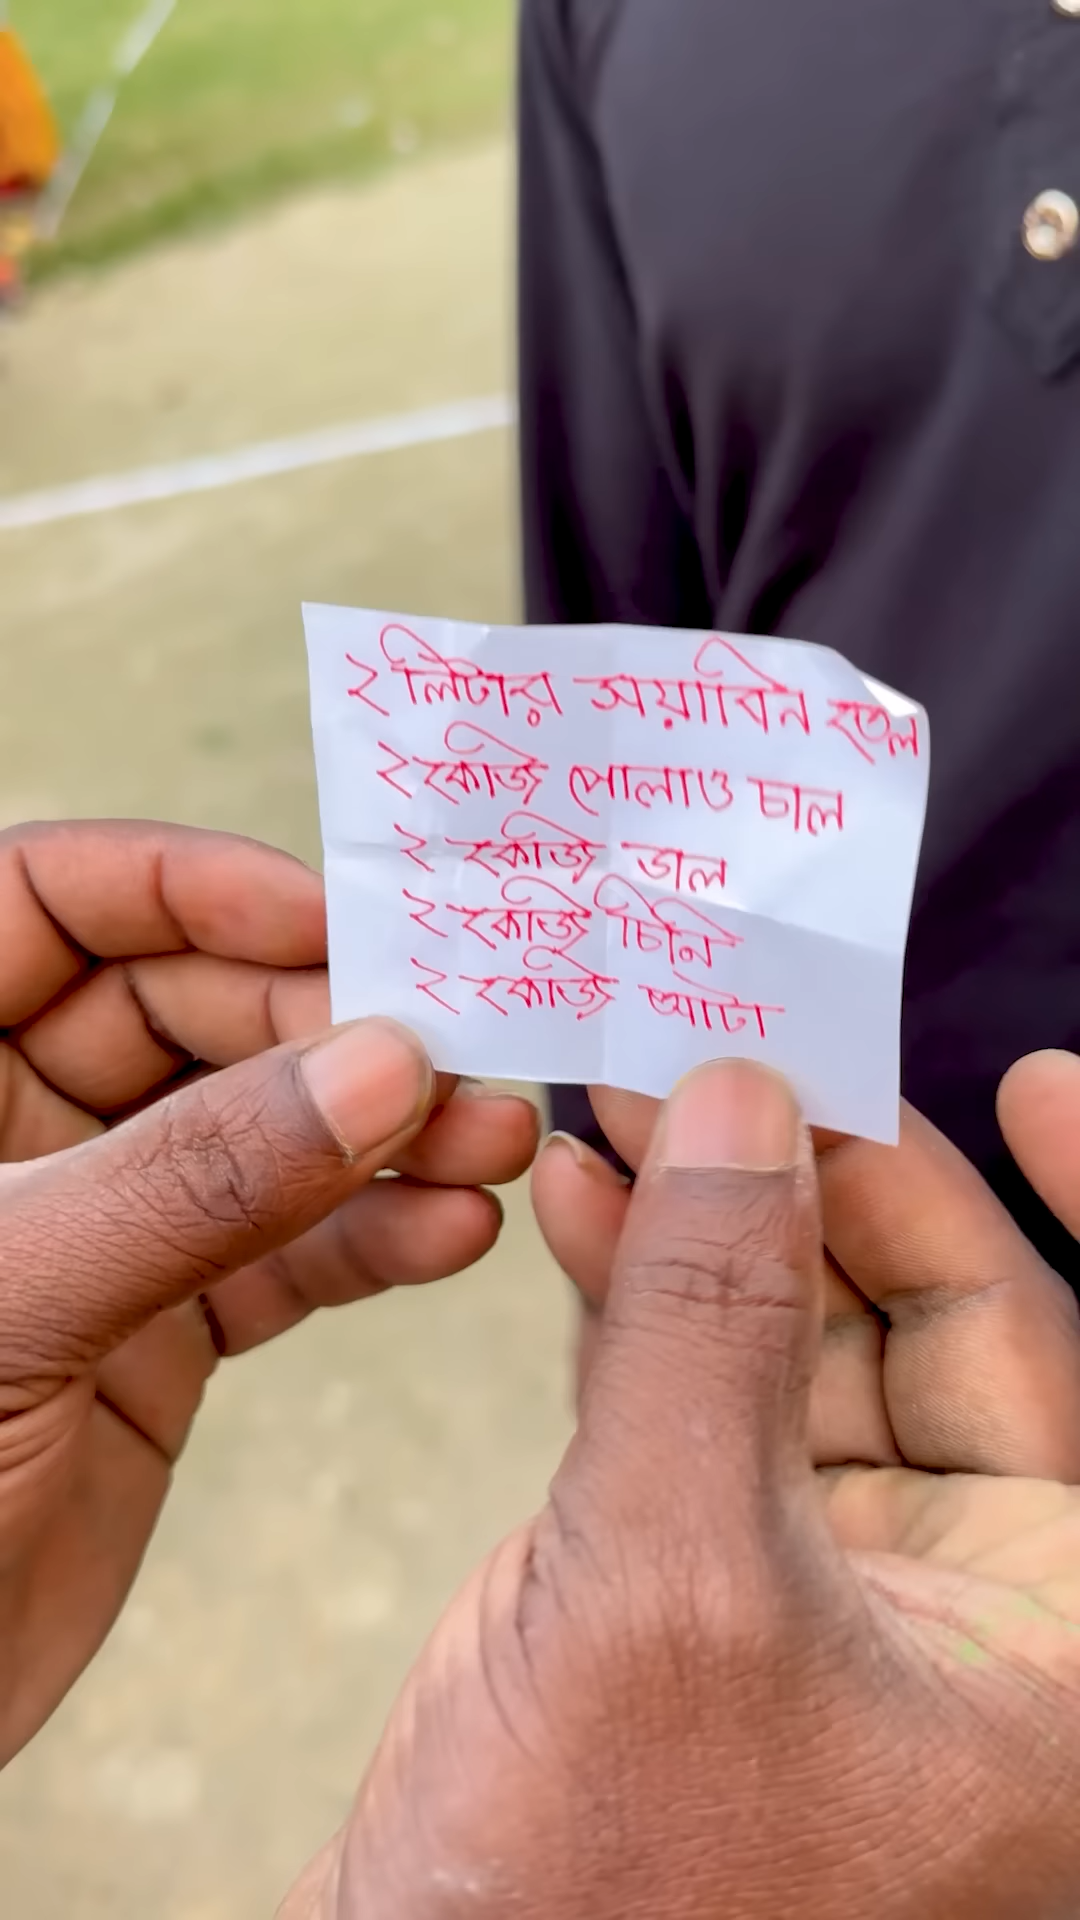 ২ লিটার সয়াবিন তেল
২ কেজি পোলাও চাল
২ কেজি ডাল
২ কেজি চিনি
২ কেজি আটা